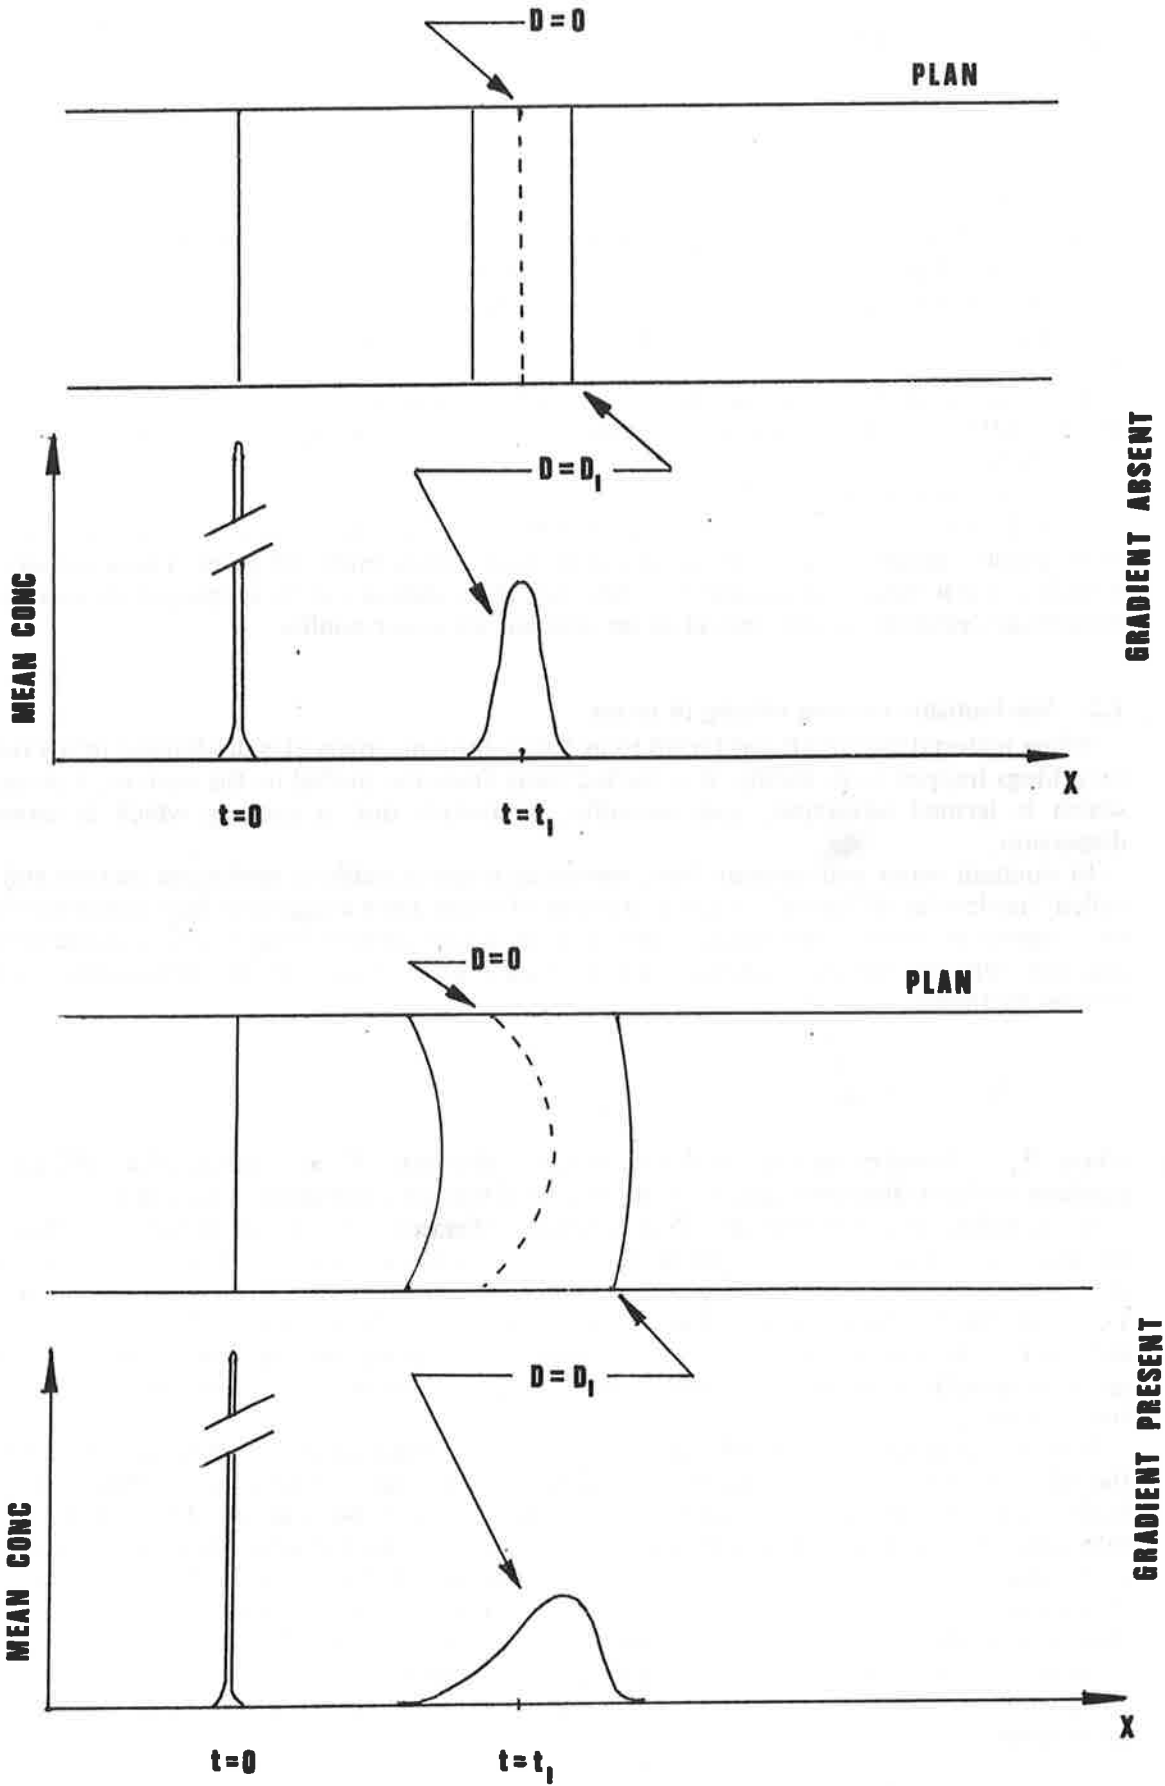 D = 0
PLAN
D = D₁
GRADIENT ABSENT
MEAN CONC
X
t=0
t=t₁
D=0
PLAN
D = D₁
GRADIENT PRESENT
MEAN CONC
X
t=0
t=t₁